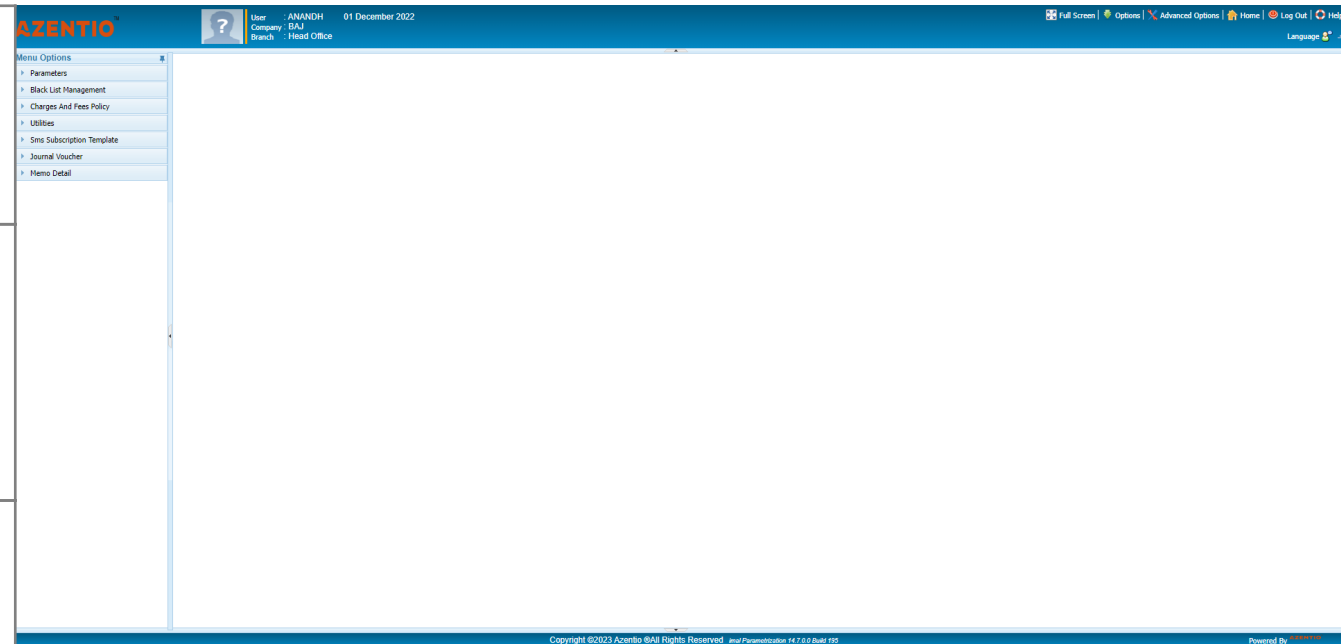 AZENTIO™
?
User : ANANDH 01 December 2022
Company : BAJ
Branch : Head Office
Full Screen | Options | Advanced Options | Home | Log Out | Help
Language
Menu Options
Parameters
Black List Management
Charges And Fees Policy
Utilities
Sms Subscription Template
Journal Voucher
Memo Detail
Copyright ©2023 Azentio ®All Rights Reserved imal Parametrization 14.7.0.0 Build 195
Powered By AZENTIO